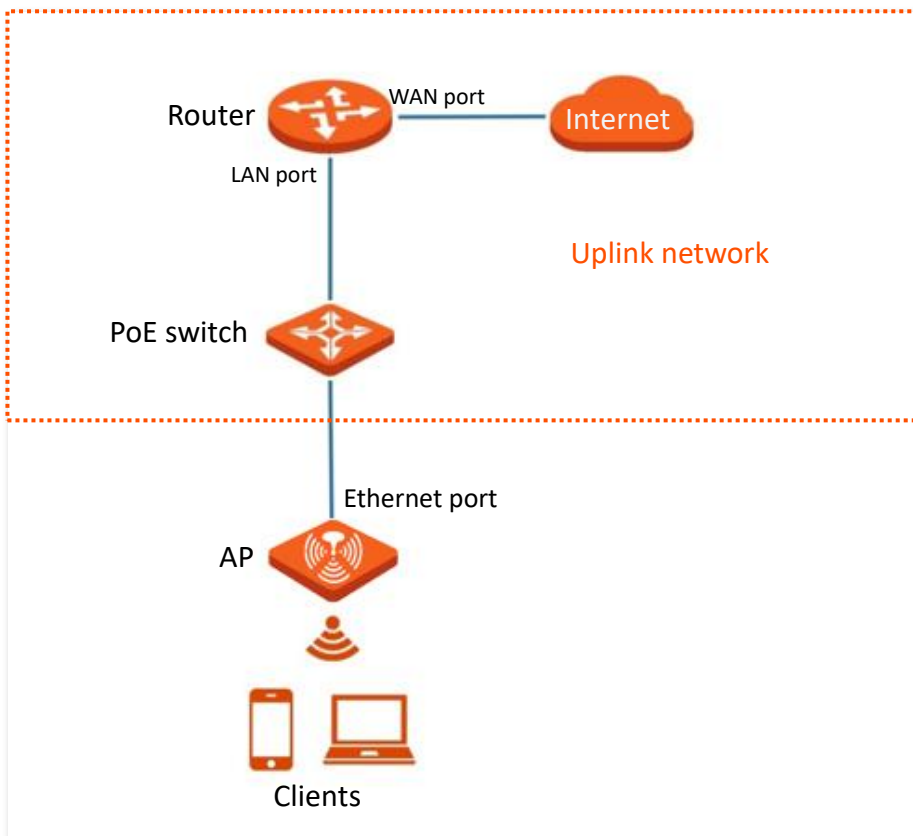 WAN port
Router
Internet
LAN port
Uplink network
PoE switch
Ethernet port
AP
Clients